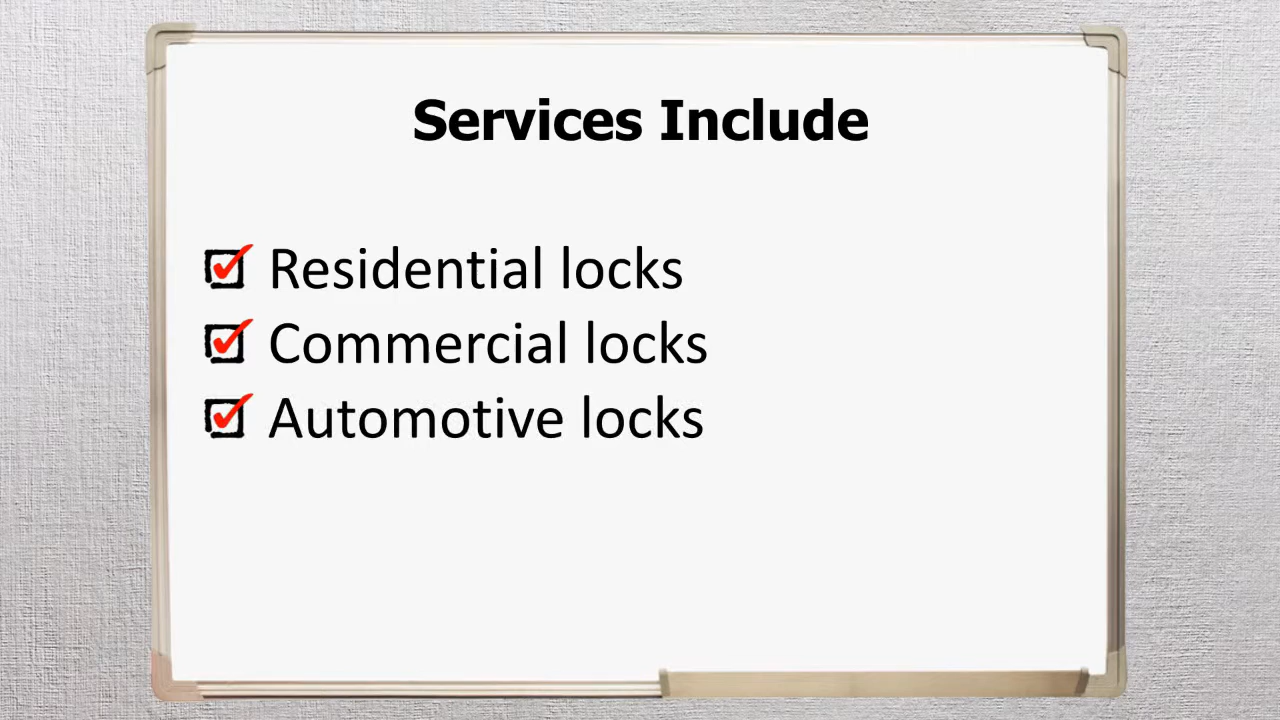 Services Include
Residential locks
Commercial locks
Automotive locks